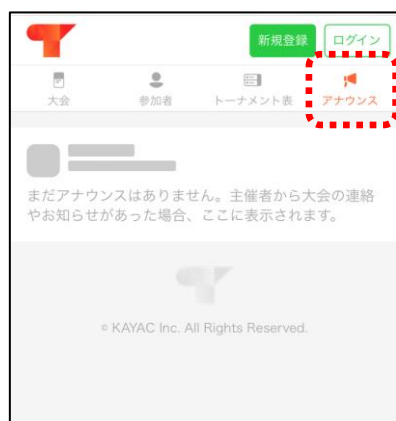 新規登録 ログイン
大会 参加者 トーナメント表 アナウンス
まだアナウンスはありません。主催者から大会の連絡
やお知らせがあった場合、ここに表示されます。
© KAYAC Inc. All Rights Reserved.